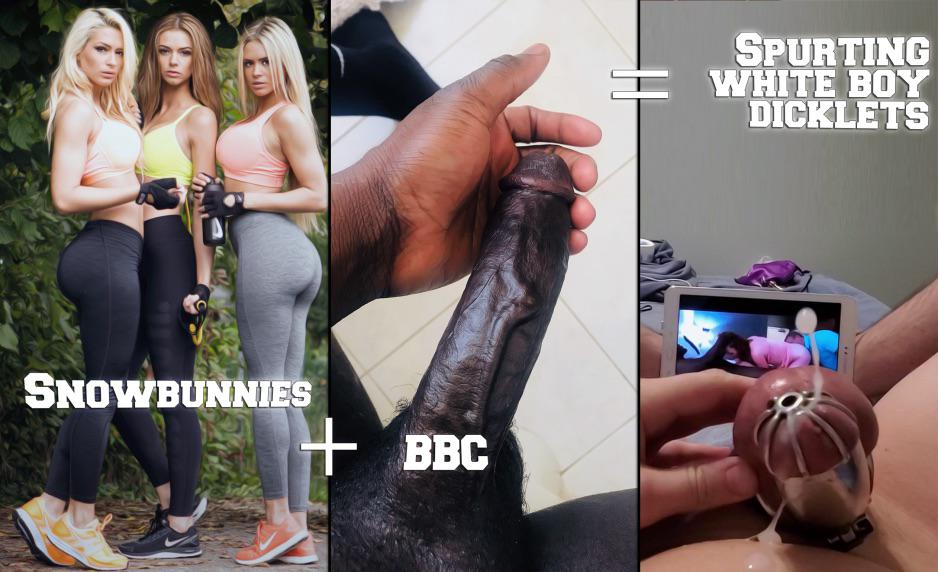 SNOWBUNNIES
+
BBC
=
SPURTING
WHITE BOY
DICKLETS